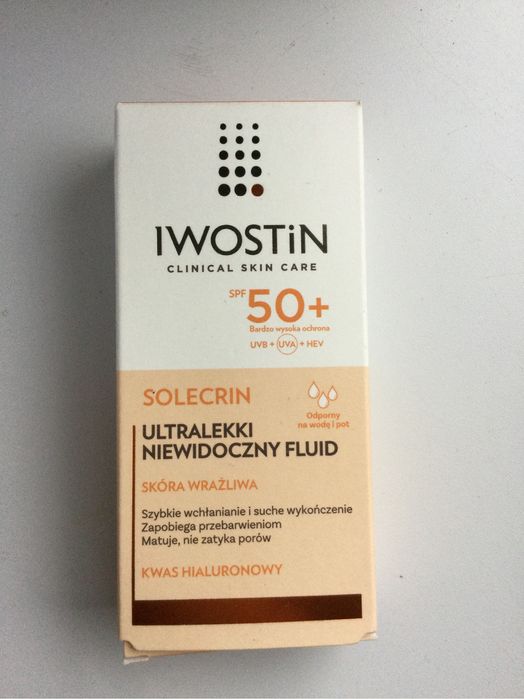 IWOSTiN
CLINICAL SKIN CARE
SPF 50+
Bardzo wysoka ochrona
UVB + UVA + HEV
SOLECRIN
Odporny
na wodę i pot
ULTRALEKKI
NIEWIDOCZNY FLUID
SKÓRA WRAŻLIWA
Szybkie wchłanianie i suche wykończenie
Zapobiega przebarwieniom
Matuje, nie zatyka porów
KWAS HIALURONOWY